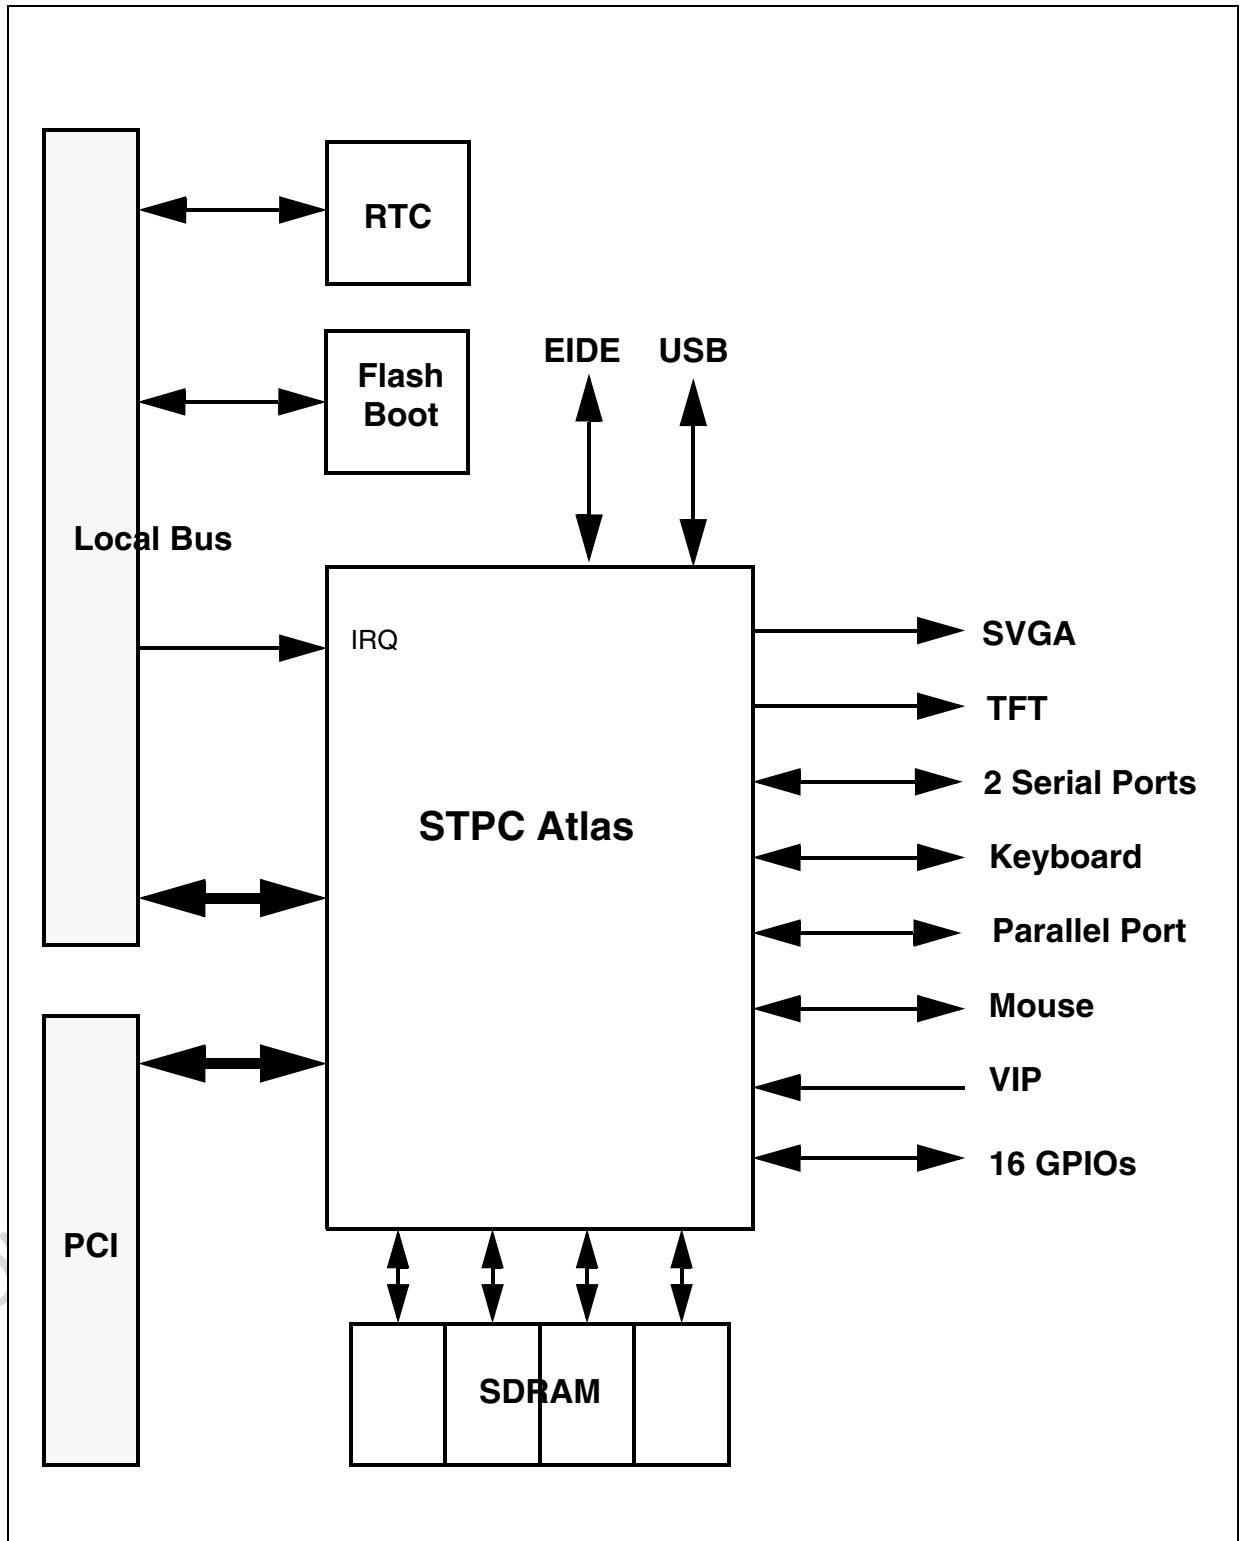 RTC
Flash
Boot
EIDE USB
Local Bus
IRQ
SVGA
TFT
STPC Atlas
2 Serial Ports
Keyboard
Parallel Port
Mouse
VIP
16 GPIOs
PCI
SDRAM